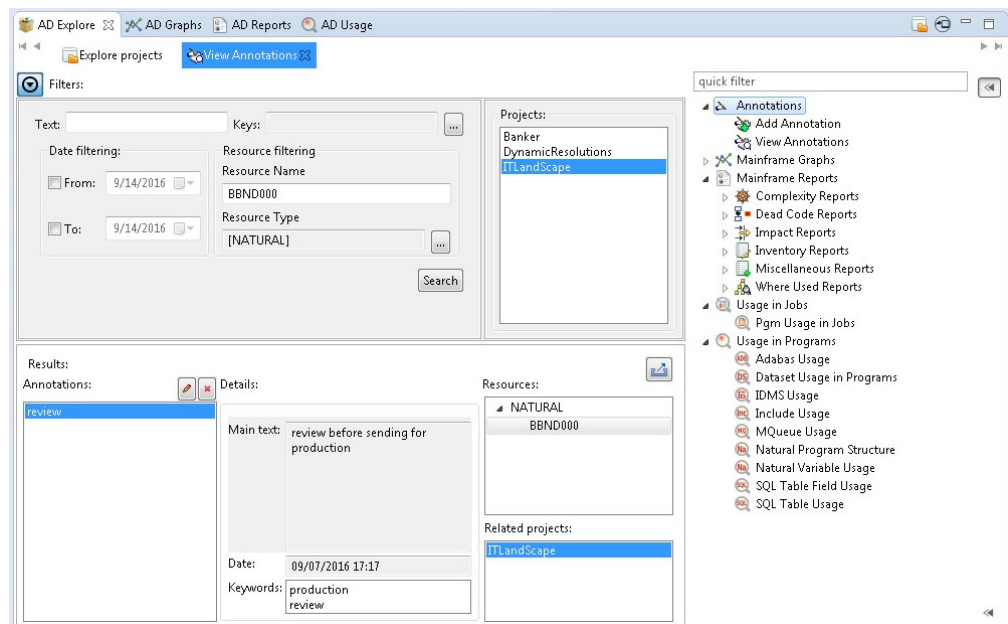 AD Explore AD Graphs AD Reports AD Usage
Explore projects View Annotations
Filters:
Text: Keys: ...
Date filtering:
From: 9/14/2016
To: 9/14/2016
Resource filtering
Resource Name
BBND000
Resource Type
[NATURAL] ...
Search
Projects:
Banker
DynamicResolutions
ITLandScape
Results:
Annotations:
review
Details:
Main text: review before sending for
production
Date: 09/07/2016 17:17
Keywords: production
review
Resources:
NATURAL
BBND000
Related projects:
ITLandScape
quick filter
Annotations
Add Annotation
View Annotations
Mainframe Graphs
Mainframe Reports
Complexity Reports
Dead Code Reports
Impact Reports
Inventory Reports
Miscellaneous Reports
Where Used Reports
Usage in Jobs
Pgm Usage in Jobs
Usage in Programs
Adabas Usage
Dataset Usage in Programs
IDMS Usage
Include Usage
MQueue Usage
Natural Program Structure
Natural Variable Usage
SQL Table Field Usage
SQL Table Usage